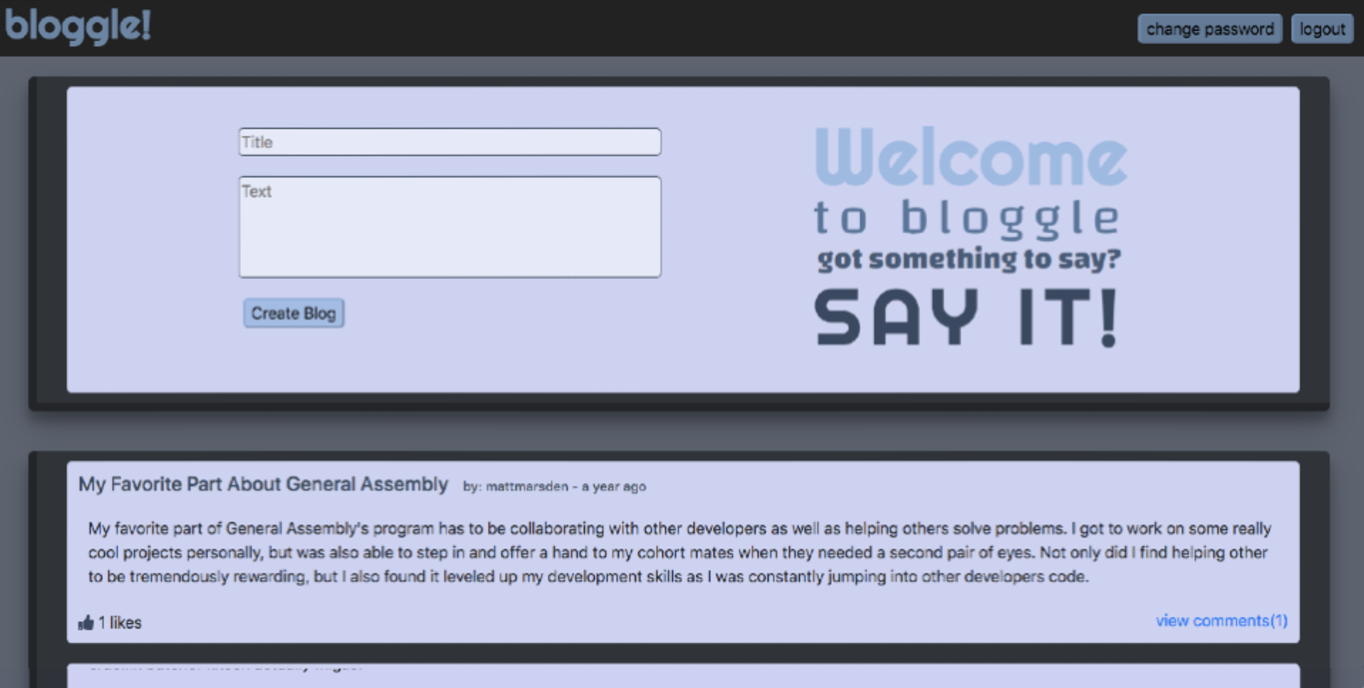 bloggle!
change password
logout
Title
Text
Create Blog
Welcome
to bloggle
got something to say?
SAY IT!
My Favorite Part About General Assembly by: mattmarsden - a year ago
My favorite part of General Assembly's program has to be collaborating with other developers as well as helping others solve problems. I got to work on some really
cool projects personally, but was also able to step in and offer a hand to my cohort mates when they needed a second pair of eyes. Not only did I find helping other
to be tremendously rewarding, but I also found it leveled up my development skills as I was constantly jumping into other developers code.
1 likes
view comments(1)